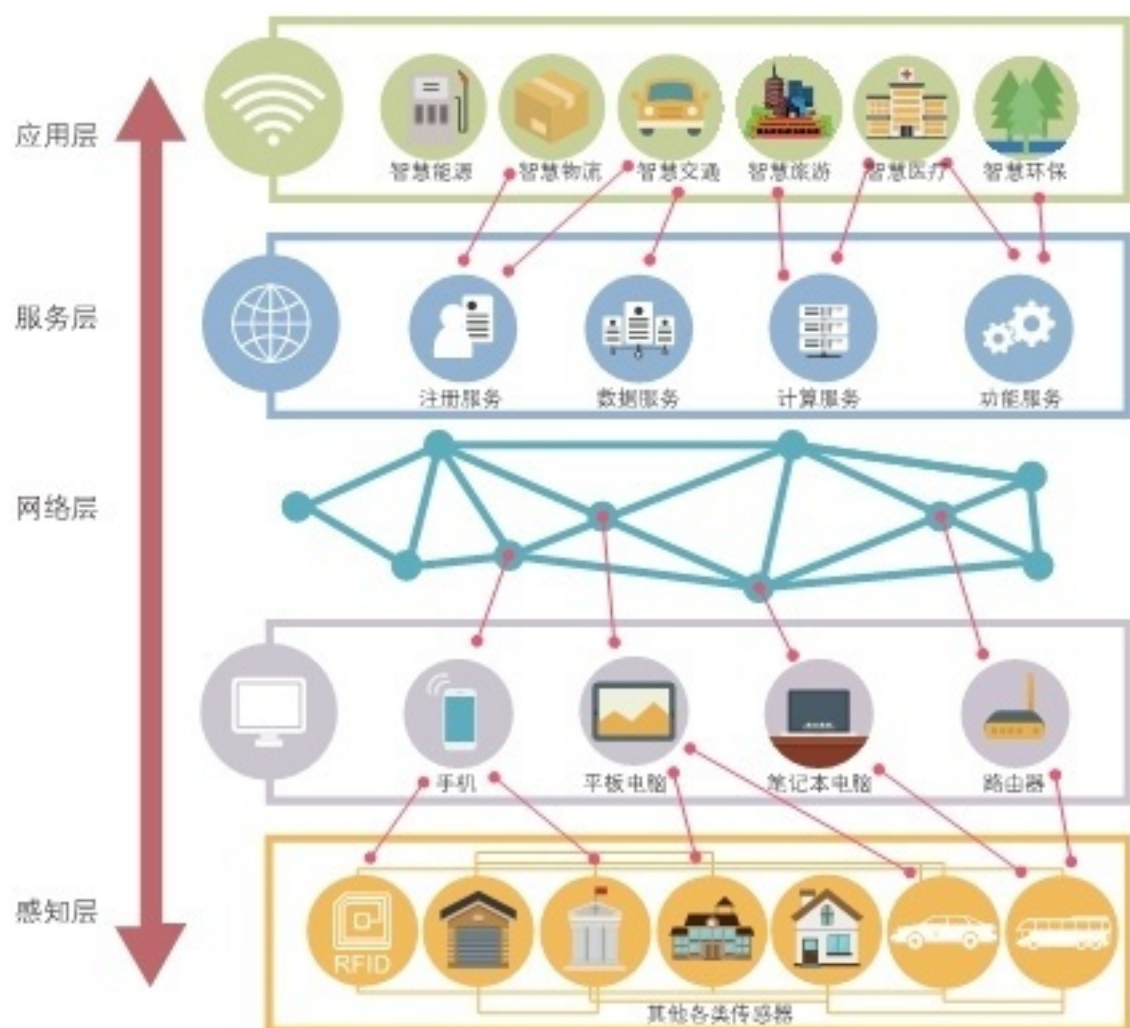 应用层
智慧能源 智慧物流 智慧交通 智慧旅游 智慧医疗 智慧环保
服务层
注册服务 数据服务 计算服务 功能服务
网络层
手机 平板电脑 笔记本电脑 路由器
感知层
RFID
其他各类传感器